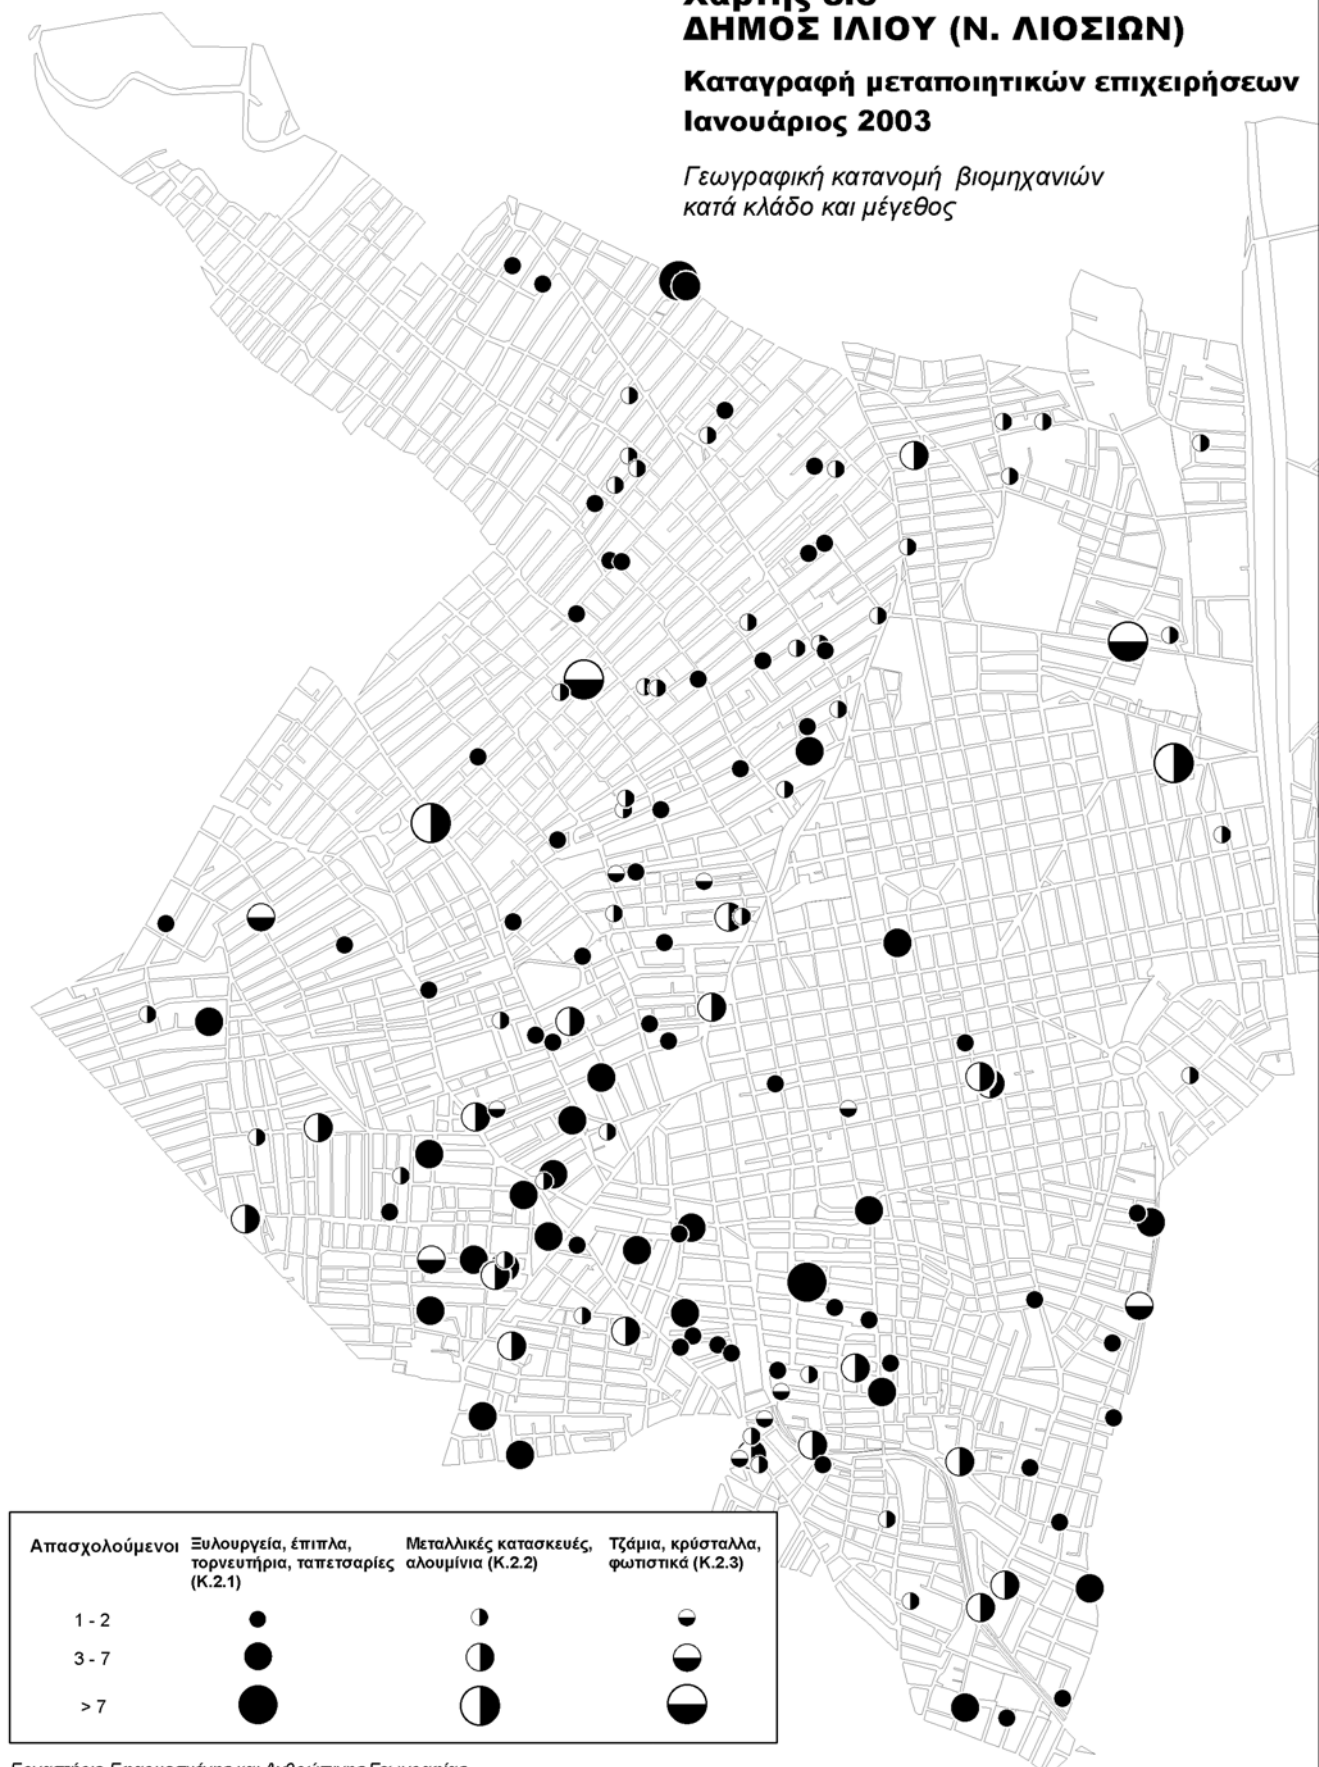 ΔΗΜΟΣ ΙΛΙΟΥ (Ν. ΛΙΟΣΙΩΝ)
Καταγραφή μεταποιητικών επιχειρήσεων
Ιανουάριος 2003
Γεωγραφική κατανομή βιομηχανιών
κατά κλάδο και μέγεθος
Απασχολούμενοι
Ξυλουργεία, έπιπλα,
τορνευτήρια, ταπετσαρίες
(Κ.2.1)
Μεταλλικές κατασκευές,
αλουμίνια (Κ.2.2)
Τζάμια, κρύσταλλα,
φωτιστικά (Κ.2.3)
1 - 2
3 - 7
> 7